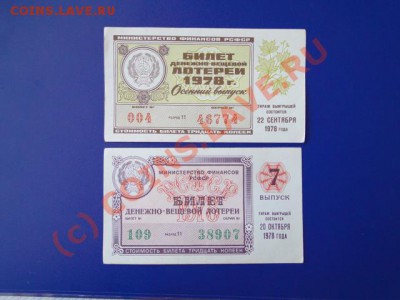 COINS.LAVE.RU
МИНИСТЕРСТВО ФИНАНСОВ РСФСР
БИЛЕТ
ДЕНЕЖНО-ВЕЩЕВОЙ
ЛОТЕРЕИ
1978 г.
Осенний выпуск
004 46774
ТИРАЖ ВЫИГРЫШЕЙ
СОСТОИТСЯ
22 СЕНТЯБРЯ
1978 года
СТОИМОСТЬ БИЛЕТА ТРИДЦАТЬ КОПЕЕК
МИНИСТЕРСТВО ФИНАНСОВ
РСФСР
БИЛЕТ
ДЕНЕЖНО-ВЕЩЕВОЙ ЛОТЕРЕИ
109 38907
СТОИМОСТЬ БИЛЕТА ТРИДЦАТЬ КОПЕЕК
7
ВЫПУСК
ТИРАЖ ВЫИГРЫШЕЙ
СОСТОИТСЯ
20 ОКТЯБРЯ
1978 года
(c) COINS.LAVE.RU